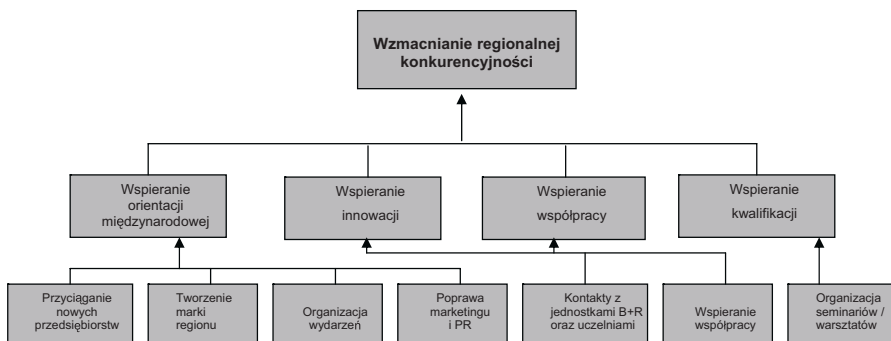 Wzmacnianie regionalnej
konkurencyjności
Wspieranie
orientacji
międzynarodowej
Wspieranie
innowacji
Wspieranie
współpracy
Wspieranie
kwalifikacji
Przyciąganie
nowych
przedsiębiorstw
Tworzenie
marki
regionu
Organizacja
wydarzeń
Poprawa
marketingu
i PR
Kontakty z
jednostkami B+R
oraz uczelniami
Wspieranie
współpracy
Organizacja
seminariów /
warsztatów